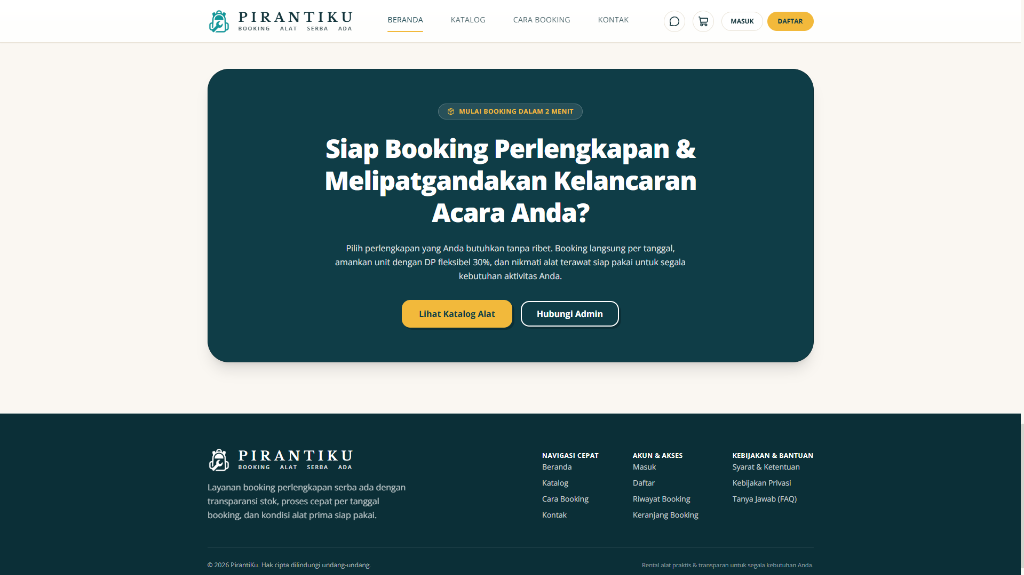 PIRANTIKU
BOOKING ALAT SERBA ADA
BERANDA
KATALOG
CARA BOOKING
KONTAK
MASUK
DAFTAR
MULAI BOOKING DALAM 2 MENIT
Siap Booking Perlengkapan &
Melipatgandakan Kelancaran
Acara Anda?
Pilih perlengkapan yang Anda butuhkan tanpa ribet. Booking langsung per tanggal,
amankan unit dengan DP fleksibel 30%, dan nikmati alat terawat siap pakai untuk segala
kebutuhan aktivitas Anda.
Lihat Katalog Alat
Hubungi Admin
PIRANTIKU
BOOKING ALAT SERBA ADA
Layanan booking perlengkapan serba ada dengan
transparansi stok, proses cepat per tanggal
booking, dan kondisi alat prima siap pakai.
NAVIGASI CEPAT
Beranda
Katalog
Cara Booking
Kontak
AKUN & AKSES
Masuk
Daftar
Riwayat Booking
Keranjang Booking
KEBIJAKAN & BANTUAN
Syarat & Ketentuan
Kebijakan Privasi
Tanya Jawab (FAQ)
© 2026 PirantiKu. Hak cipta dilindungi undang-undang
Rental alat praktis & transparan untuk segala kebutuhan Anda.